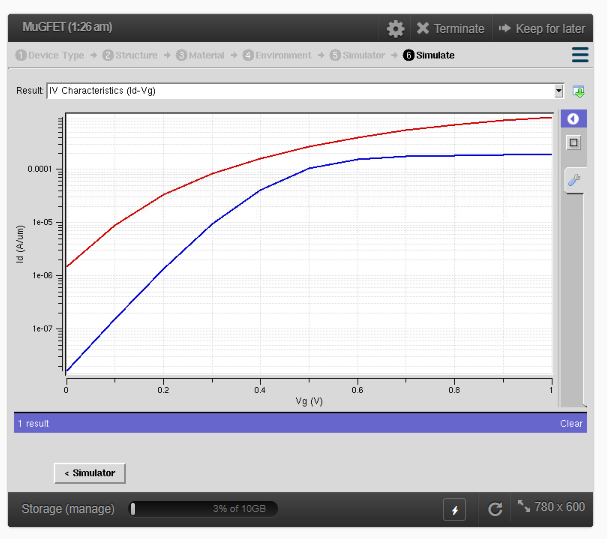 MuGFET (1:26 am) Terminate Keep for later
1 Device Type → 2 Structure → 3 Material → 4 Environment → 5 Simulator → 6 Simulate
Result: IV Characteristics (Id-Vg)
0.0001
1e-05
1e-06
1e-07
Id (A/um)
0 0.2 0.4 0.6 0.8 1
Vg (V)
1 result Clear
< Simulator
Storage (manage) 3% of 10GB 780 x 600